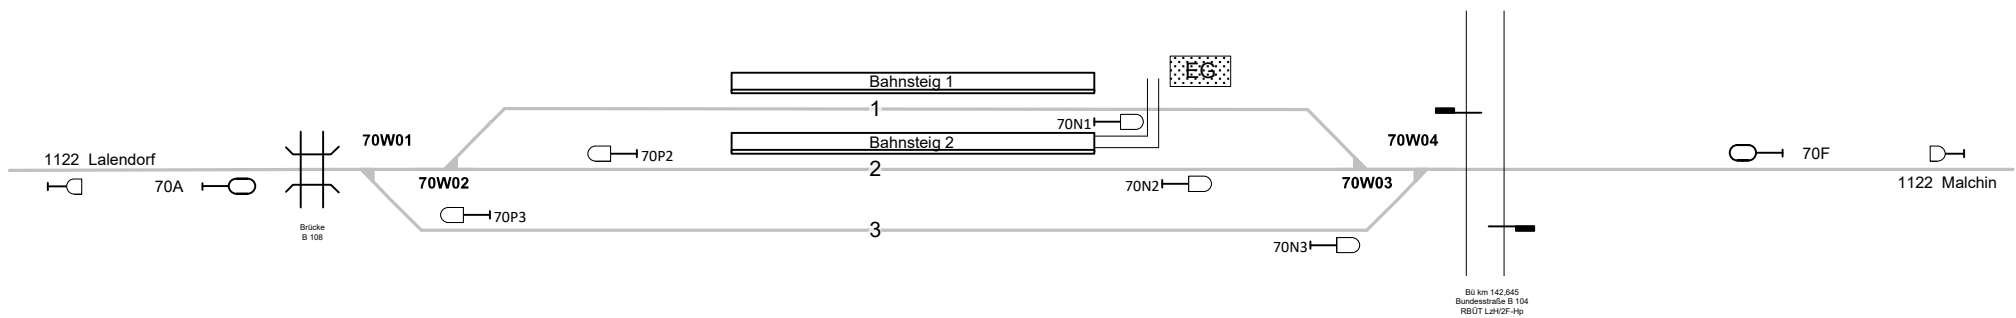 EG
Bahnsteig 1
1
70N1
70W01
70W04
Bahnsteig 2
1122 Lalendorf
70P2
70F
2
70A
70W02
70N2
70W03
1122 Malchin
70P3
Brücke
B 108
3
70N3
Bü km 142,645
Bundesstraße B 104
RBÜT LzH/2F-Hp